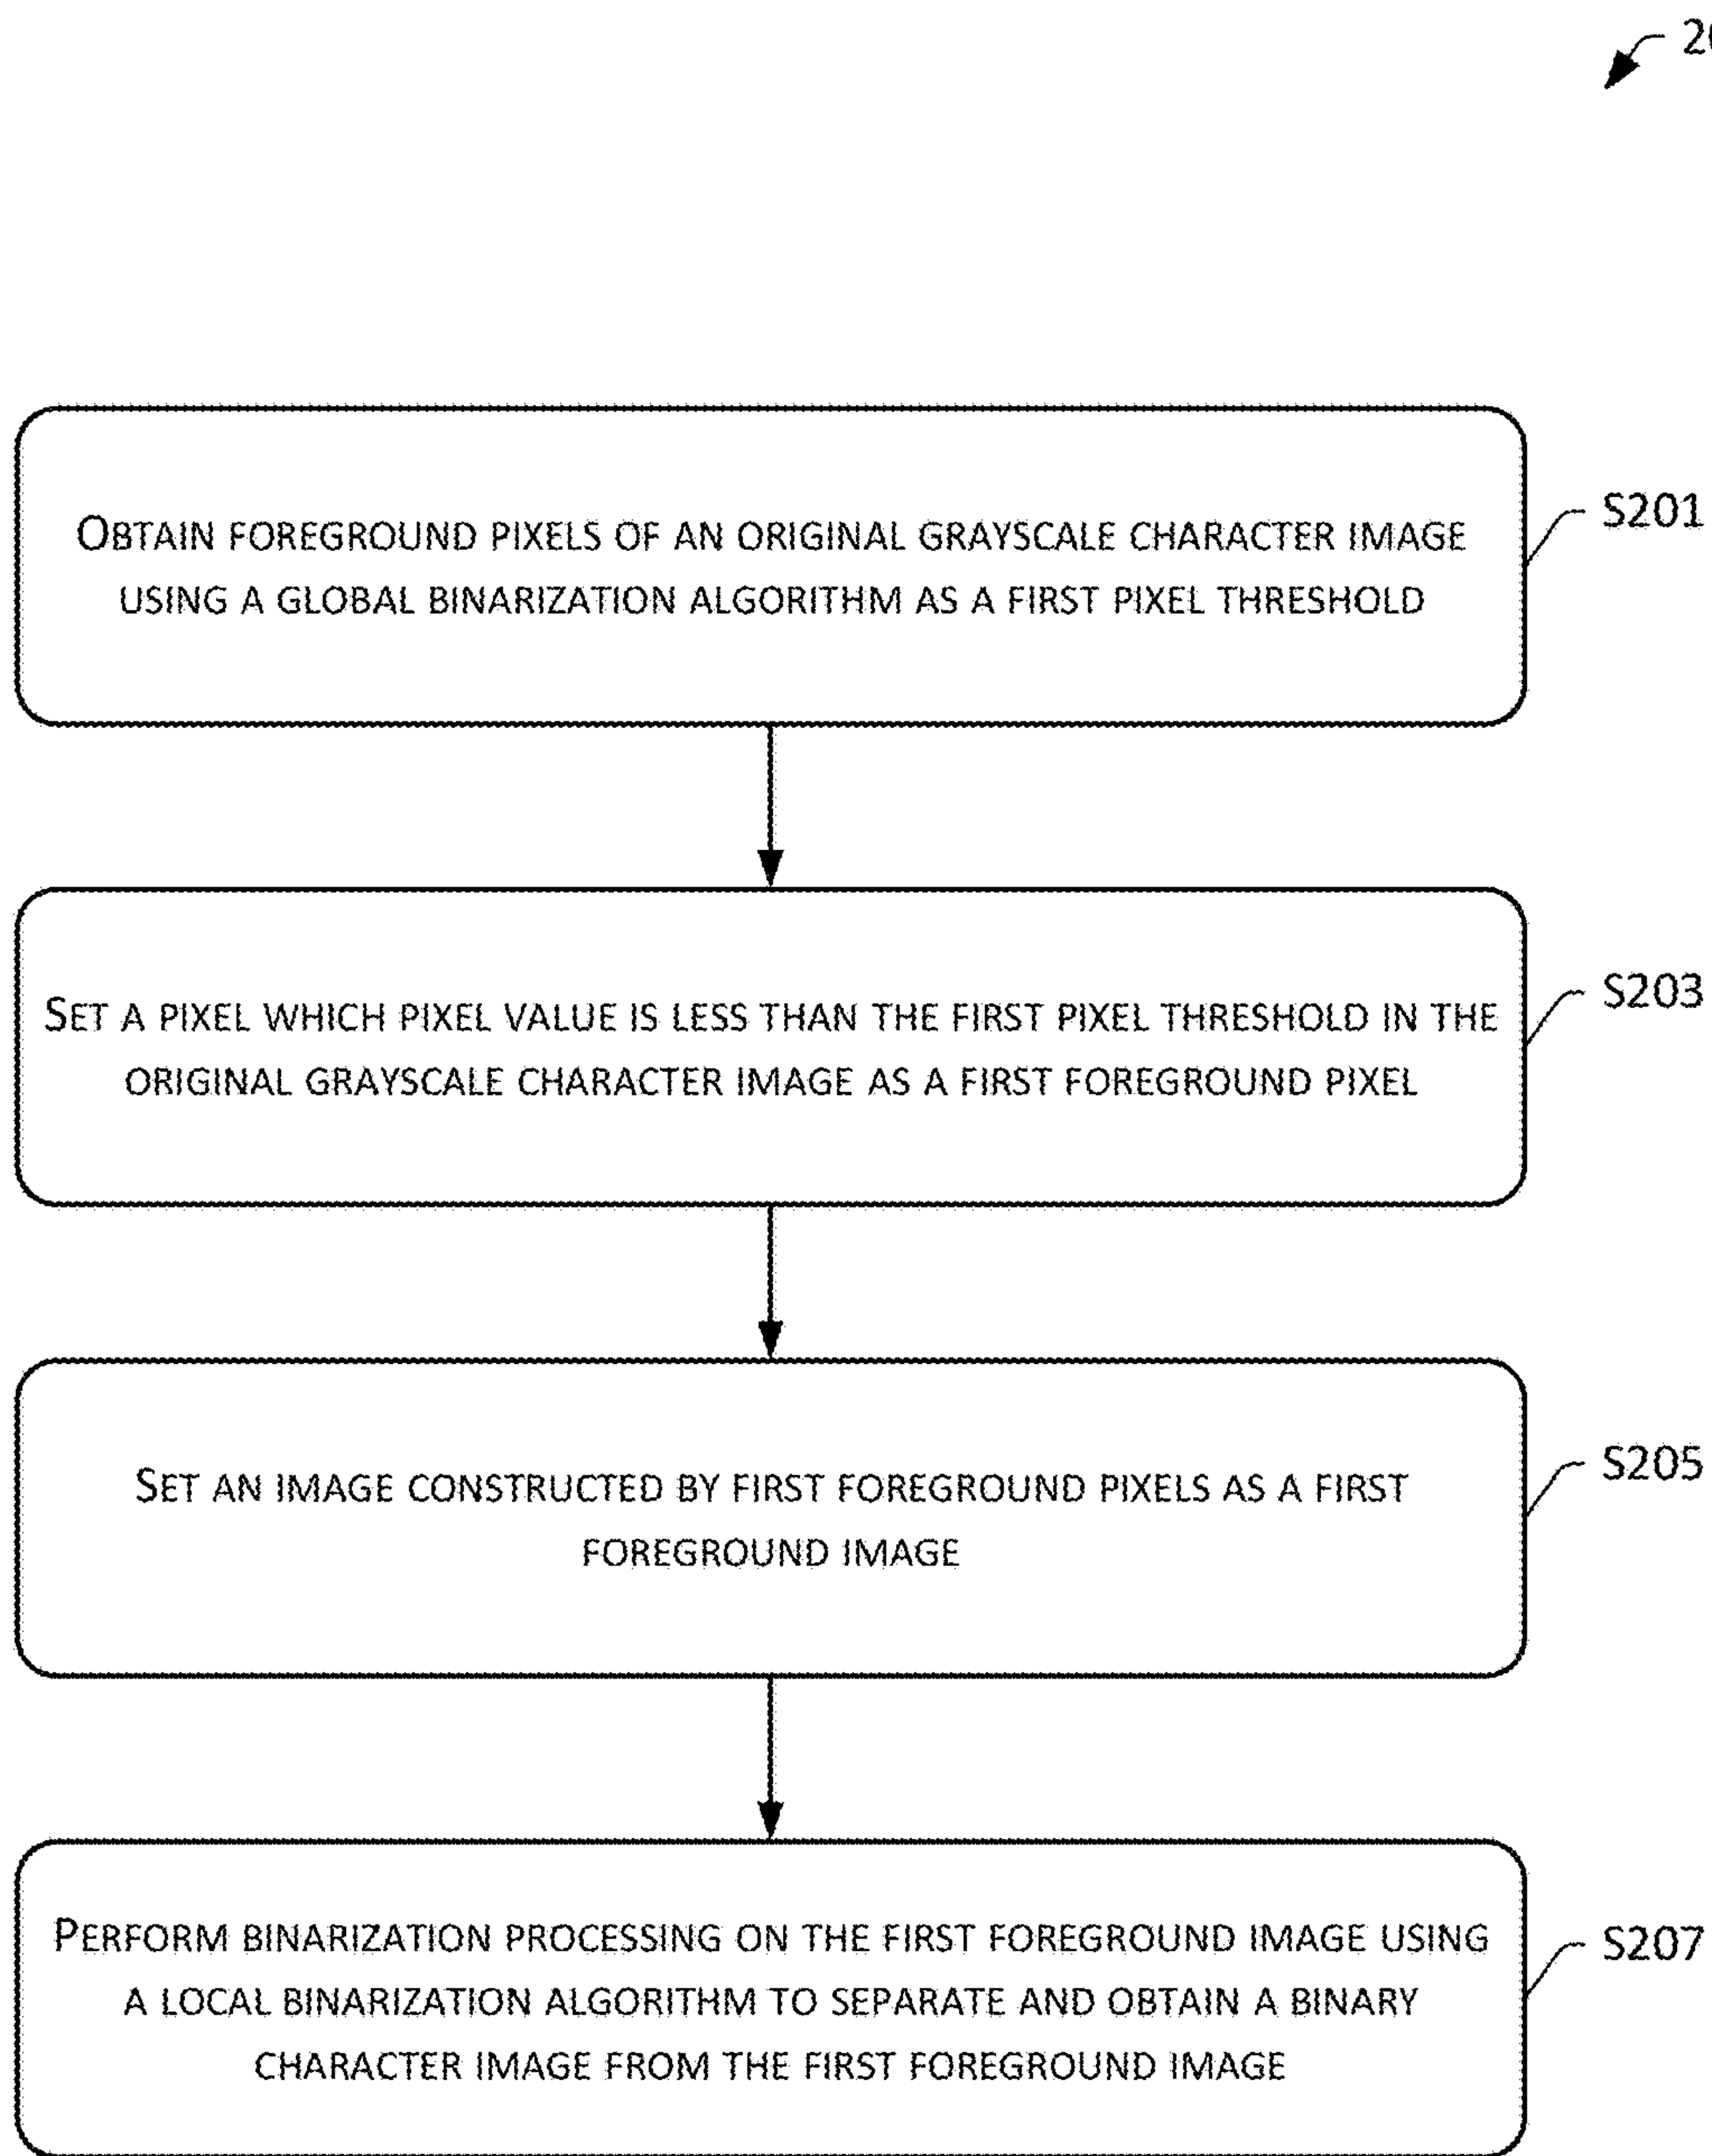 OBTAIN FOREGROUND PIXELS OF AN ORIGINAL GRAYSCALE CHARACTER IMAGE
USING A GLOBAL BINARIZATION ALGORITHM AS A FIRST PIXEL THRESHOLD
S201
SET A PIXEL WHICH PIXEL VALUE IS LESS THAN THE FIRST PIXEL THRESHOLD IN THE
ORIGINAL GRAYSCALE CHARACTER IMAGE AS A FIRST FOREGROUND PIXEL
S203
SET AN IMAGE CONSTRUCTED BY FIRST FOREGROUND PIXELS AS A FIRST
FOREGROUND IMAGE
S205
PERFORM BINARIZATION PROCESSING ON THE FIRST FOREGROUND IMAGE USING
A LOCAL BINARIZATION ALGORITHM TO SEPARATE AND OBTAIN A BINARY
CHARACTER IMAGE FROM THE FIRST FOREGROUND IMAGE
S207